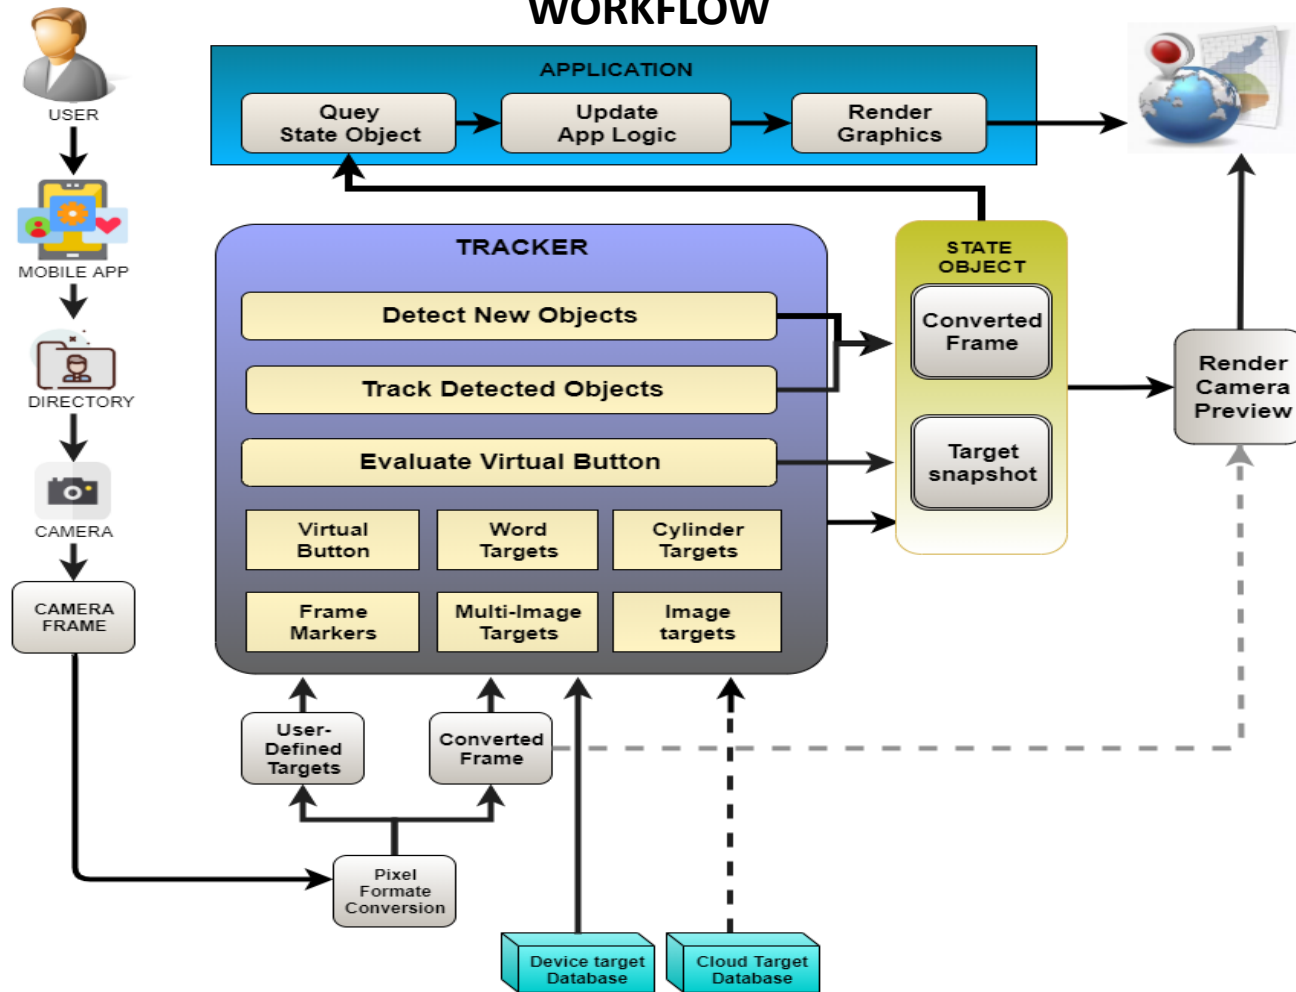 WORKFLOW
USER
MOBILE APP
DIRECTORY
CAMERA
CAMERA
FRAME
APPLICATION
Quey
State Object
Update
App Logic
Render
Graphics
TRACKER
Detect New Objects
Track Detected Objects
Evaluate Virtual Button
Virtual
Button
Word
Targets
Cylinder
Targets
Frame
Markers
Multi-Image
Targets
Image
targets
STATE
OBJECT
Converted
Frame
Target
snapshot
Render
Camera
Preview
User-
Defined
Targets
Converted
Frame
Pixel
Formate
Conversion
Device target
Database
Cloud Target
Database